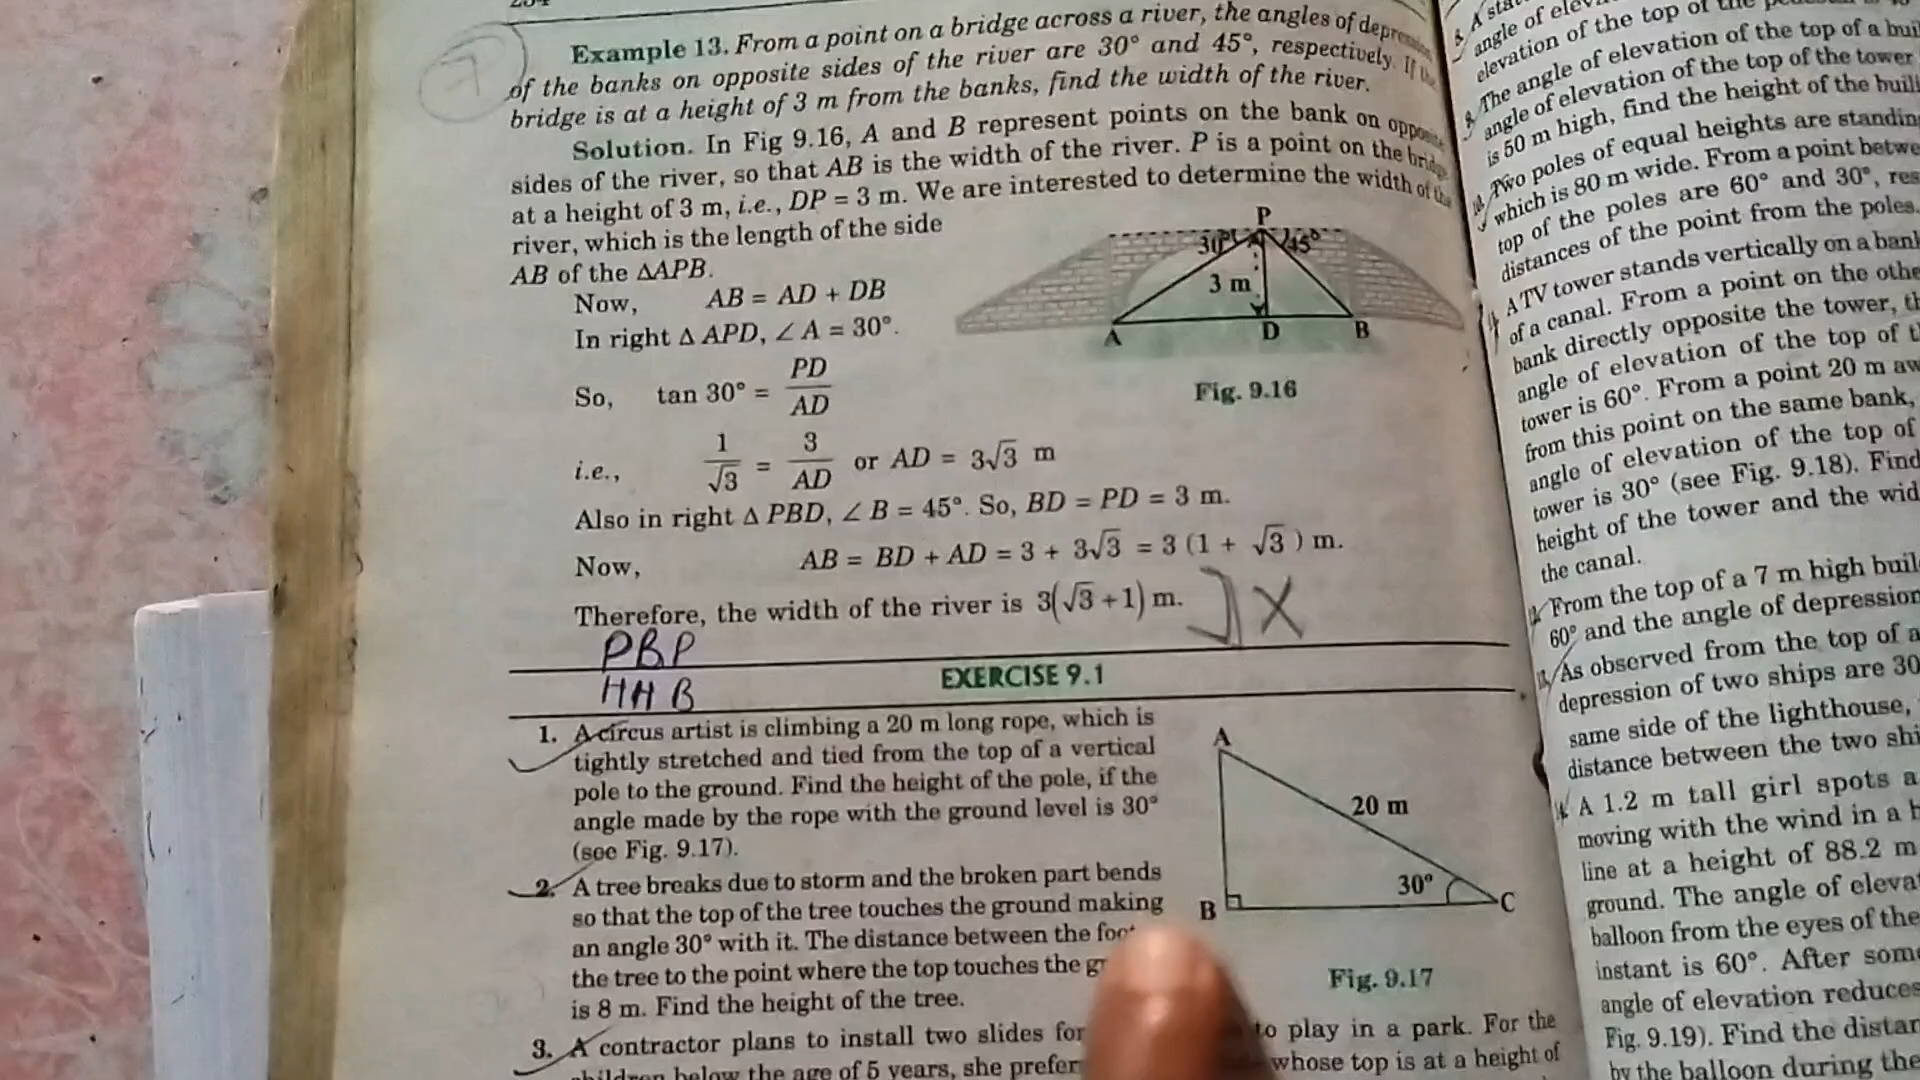 Example 13. From a point on a bridge across a river, the angles of
of the banks on opposite sides of the river are 30° and 45°, respectively. If the
bridge is at a height of 3 m from the banks, find the width of the river.
Solution. In Fig 9.16, A and B represent points on the bank on opposite
sides of the river, so that AB is the width of the river. P is a point on the bridge
at a height of 3 m, i.e., DP = 3 m. We are interested to determine the width of the
river, which is the length of the side
AB of the ΔAPB.
Now, AB = AD + DB
In right Δ APD, ∠ A = 30°.
So, tan 30° = PD/AD
i.e., 1/√3 = 3/AD or AD = 3√3 m
Also in right Δ PBD, ∠ B = 45°. So, BD = PD = 3 m.
Now, AB = BD + AD = 3 + 3√3 = 3 (1 + √3 ) m.
Therefore, the width of the river is 3(√3 +1) m.
X
P
30° 45°
3 m
A D B
Fig. 9.16
PBP
HHB
EXERCISE 9.1
1. A circus artist is climbing a 20 m long rope, which is
tightly stretched and tied from the top of a vertical
pole to the ground. Find the height of the pole, if the
angle made by the rope with the ground level is 30°
(see Fig. 9.17).
2. A tree breaks due to storm and the broken part bends
so that the top of the tree touches the ground making
an angle 30° with it. The distance between the
the tree to the point where the top touches the
is 8 m. Find the height of the tree.
3. A contractor plans to install two slides for to play in a park. For the
children below the age of 5 years, she whose top is at a height of
A
20 m
30°
B C
Fig. 9.17
angle of
elevation of the top of the
9. The angle of elevation of the top of a
angle of elevation of the top of the tower
is 50 m high, find the height of the
10. Two poles of equal heights are
which is 80 m wide. From a point
top of the poles are 60° and 30°,
distances of the point from the poles.
A TV tower stands vertically on a
of a canal. From a point on the
bank directly opposite the tower,
angle of elevation of the top of
tower is 60°. From a point 20 m
from this point on the same bank,
angle of elevation of the top of
tower is 30° (see Fig. 9.18). Find
height of the tower and the
the canal.
From the top of a 7 m high
60° and the angle of
As observed from the top of a
depression of two ships are 30
same side of the lighthouse,
distance between the two
A 1.2 m tall girl spots a
moving with the wind in a
line at a height of 88.2 m
ground. The angle of
balloon from the eyes of the
instant is 60°. After
angle of elevation reduces
Fig. 9.19). Find the
by the balloon during the